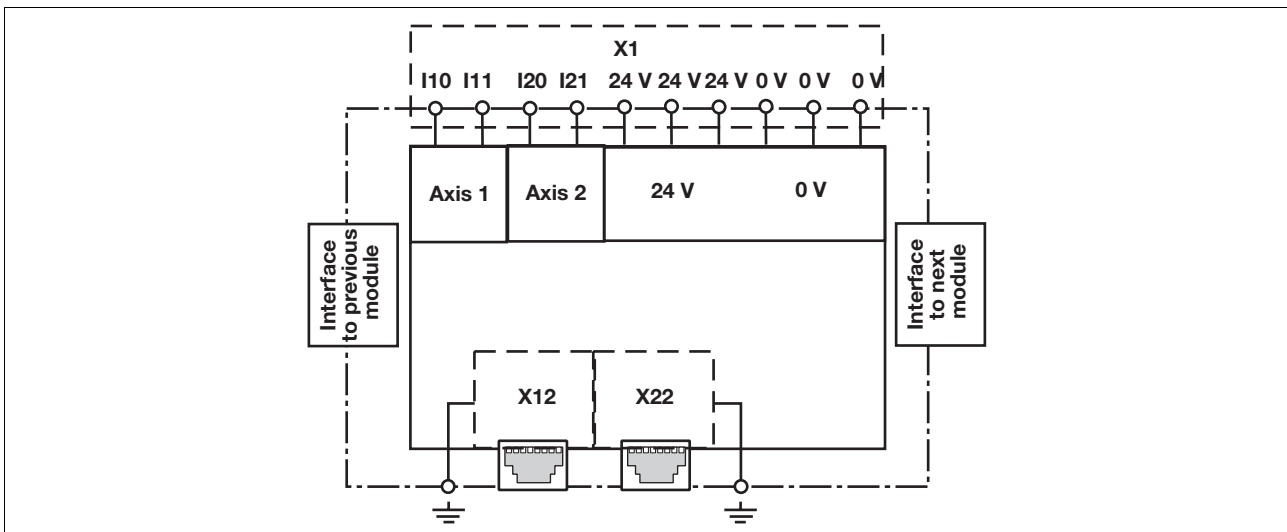 X1
I10 I11 I20 I21 24 V 24 V 24 V 0 V 0 V 0 V
Axis 1 Axis 2 24 V 0 V
Interface
to previous
module
Interface
to next
module
X12 X22